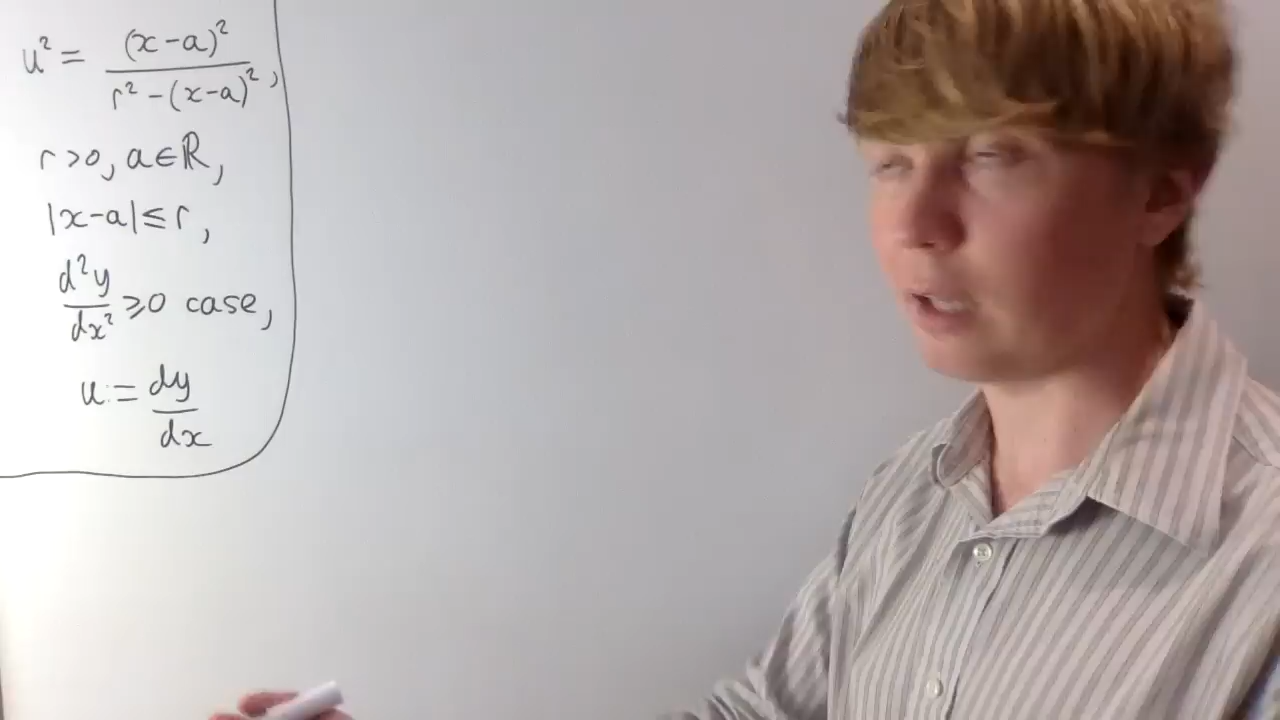 u² = (x-a)² / r² - (x-a)²,
r > 0, a ∈ ℝ,
|x-a| ≤ r,
d²y/dx² ≥ 0 case,
u := dy/dx